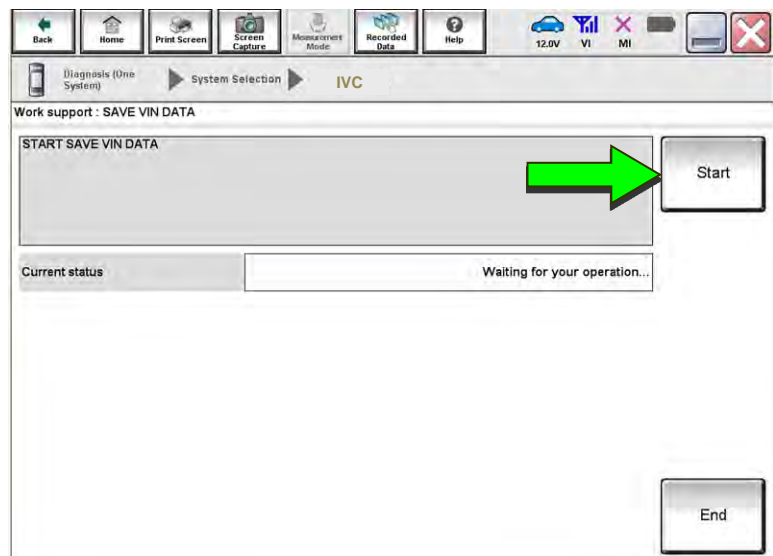 Back Home Print Screen Screen Capture Measurement Mode Recorded Data Help 12.0V VI MI
Diagnosis (One System) System Selection IVC
Work support : SAVE VIN DATA
START SAVE VIN DATA
Start
Current status Waiting for your operation...
End